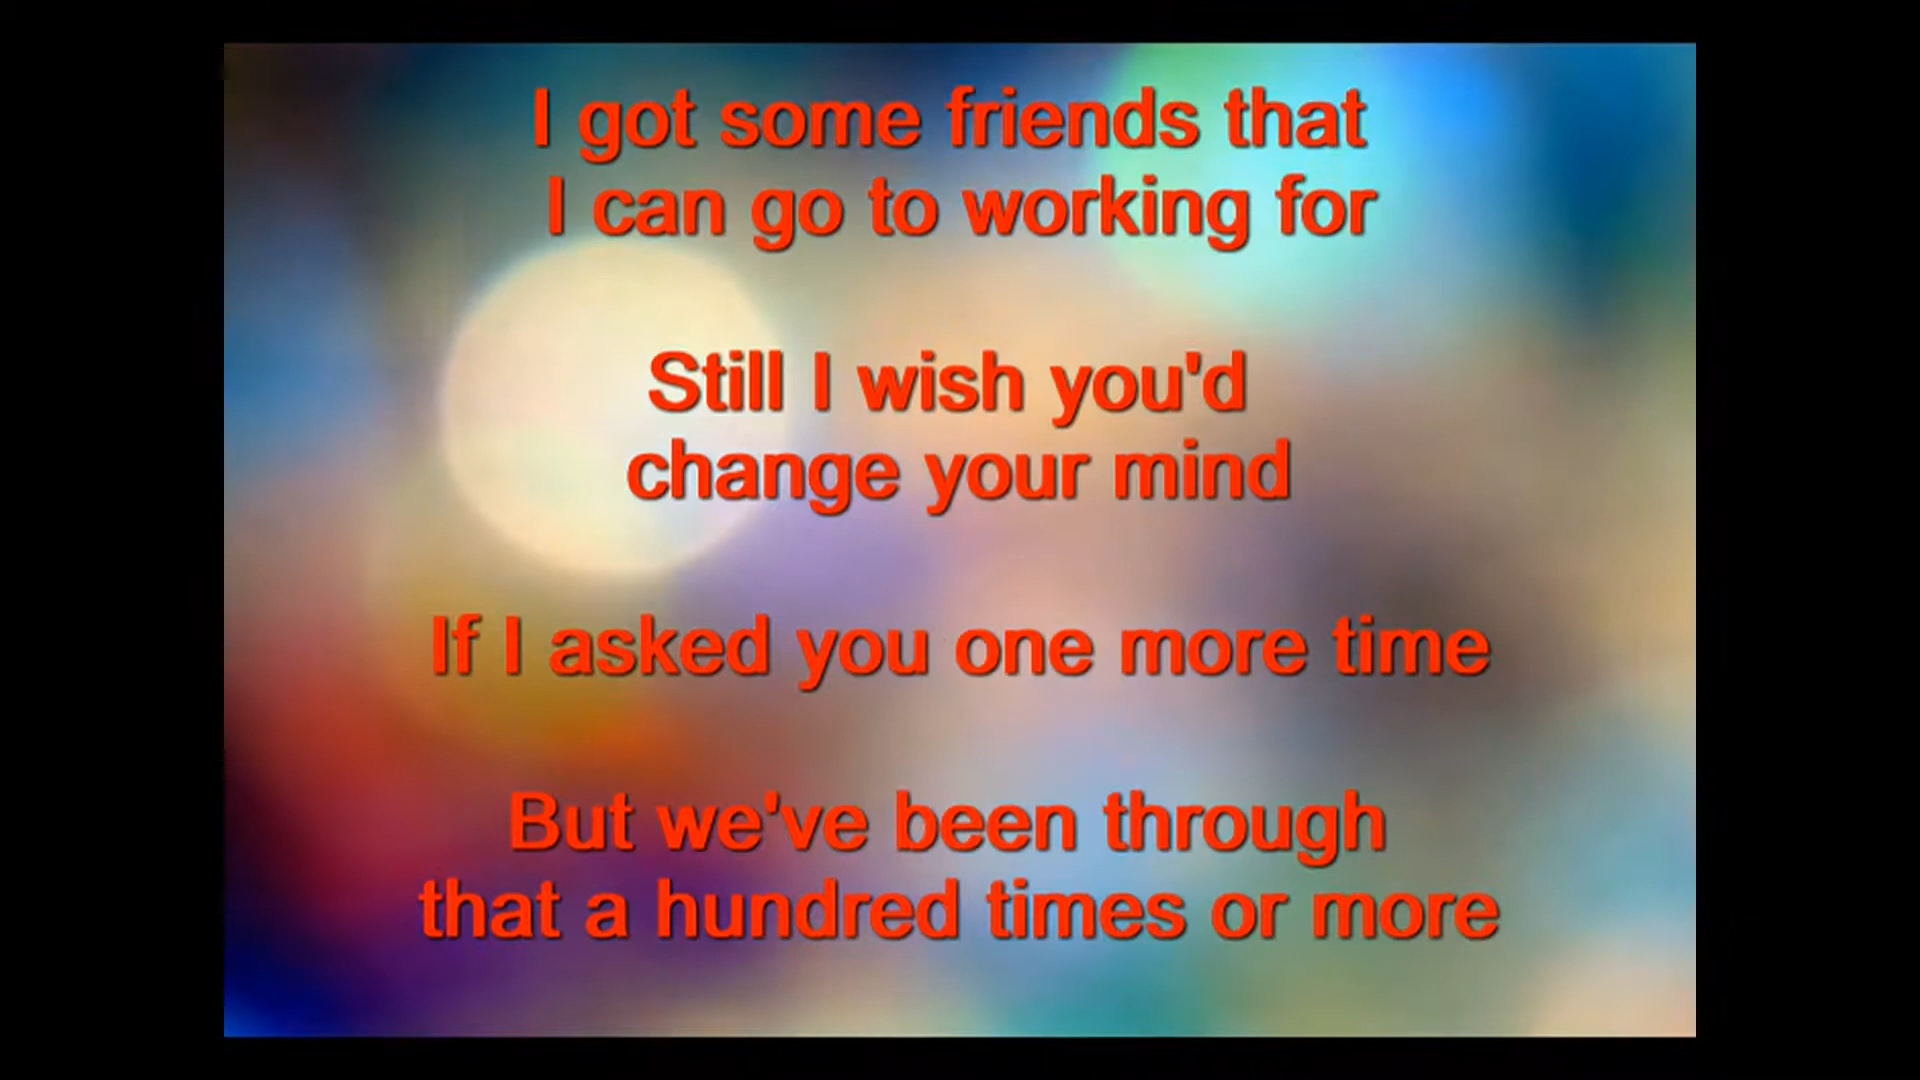 I got some friends that
I can go to working for
Still I wish you'd
change your mind
If I asked you one more time
But we've been through
that a hundred times or more